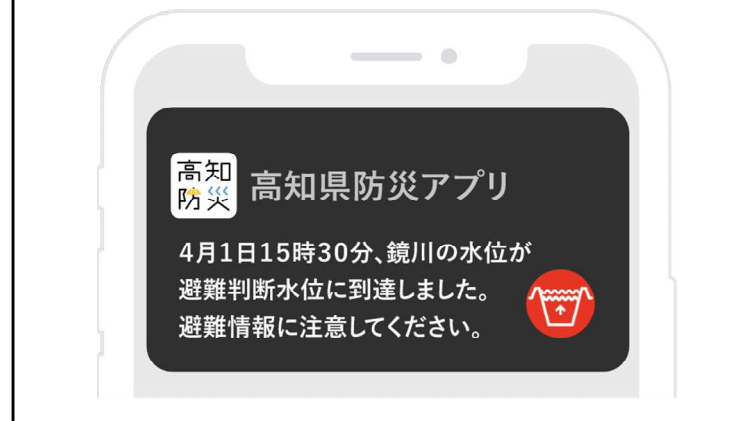 高知
防災
高知県防災アプリ
4月1日15時30分、鏡川の水位が
避難判断水位に到達しました。
避難情報に注意してください。